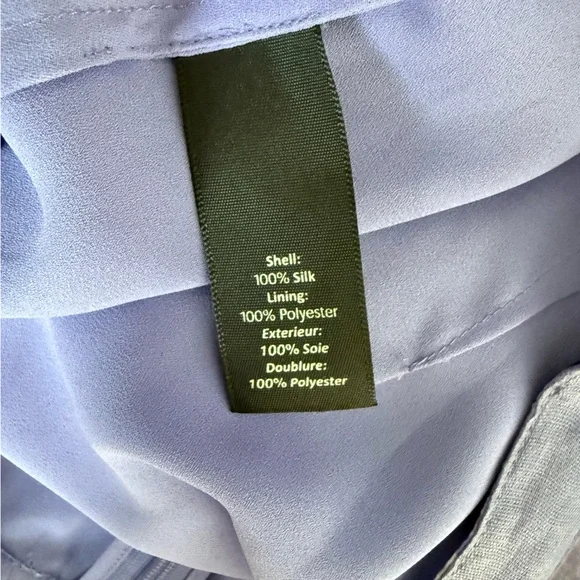 Shell:
100% Silk
Lining:
100% Polyester
Exterieur:
100% Soie
Doublure:
100% Polyester